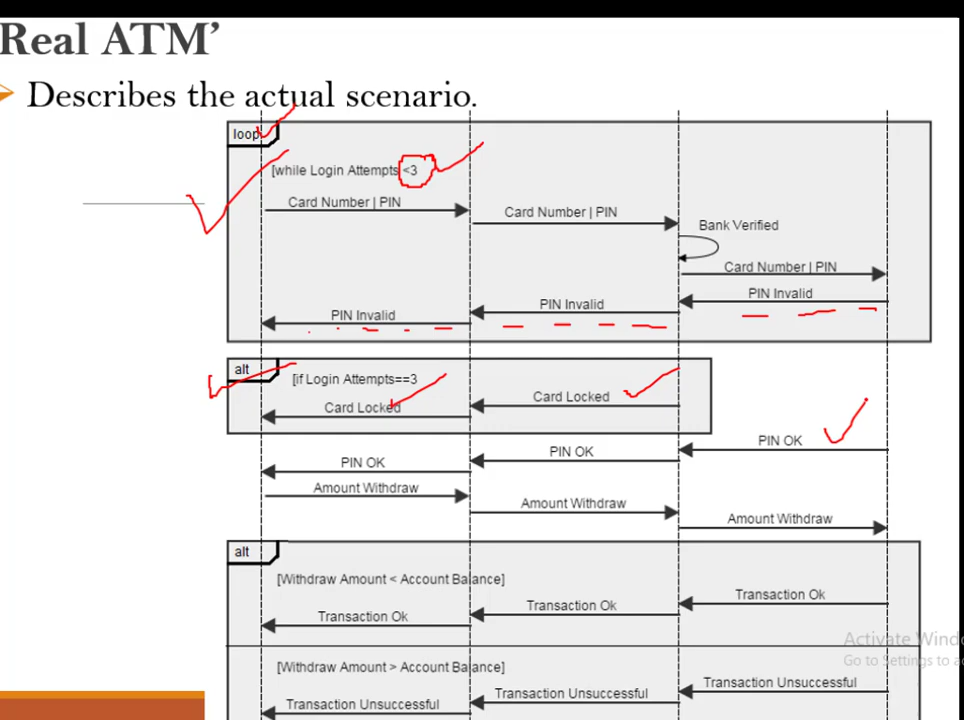 Real ATM’
Describes the actual scenario.
loop
[while Login Attempts <3
Card Number | PIN
Card Number | PIN
Bank Verified
Card Number | PIN
PIN Invalid
PIN Invalid
PIN Invalid
alt
[if Login Attempts==3
Card Locked
Card Locked
PIN OK
PIN OK
PIN OK
Amount Withdraw
Amount Withdraw
Amount Withdraw
alt
[Withdraw Amount < Account Balance]
Transaction Ok
Transaction Ok
Transaction Ok
Activate Windo
Go to Settings to a
[Withdraw Amount > Account Balance]
Transaction Unsuccessful
Transaction Unsuccessful
Transaction Unsuccessful